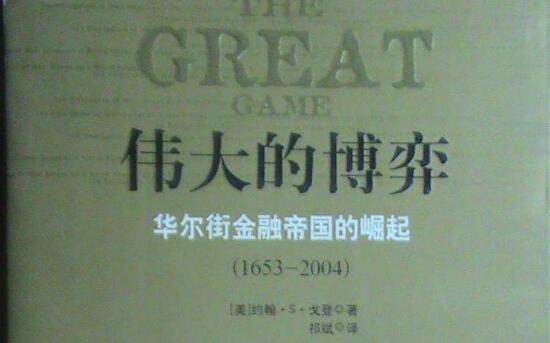 THE
GREAT
GAME
伟大的博弈
华尔街金融帝国的崛起
(1653-2004)
[美]约翰·S·戈登◎著
祁斌◎译